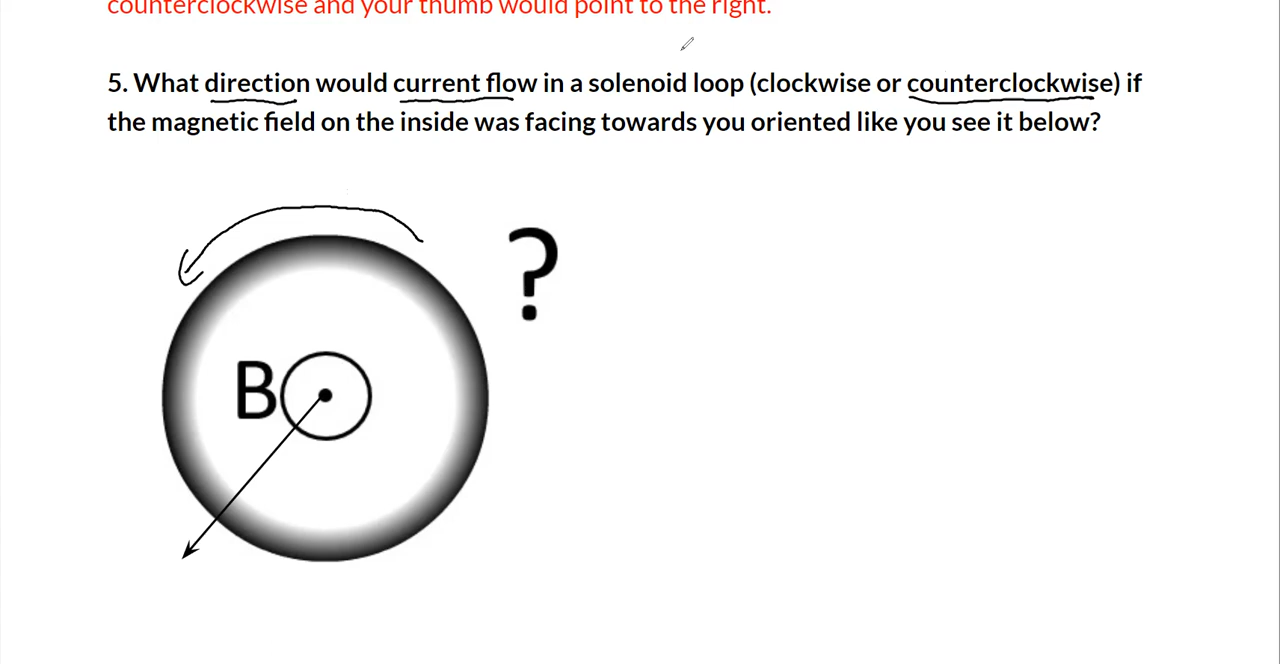 counterclockwise and your thumb would point to the right.
5. What direction would current flow in a solenoid loop (clockwise or counterclockwise) if
the magnetic field on the inside was facing towards you oriented like you see it below?
?
B